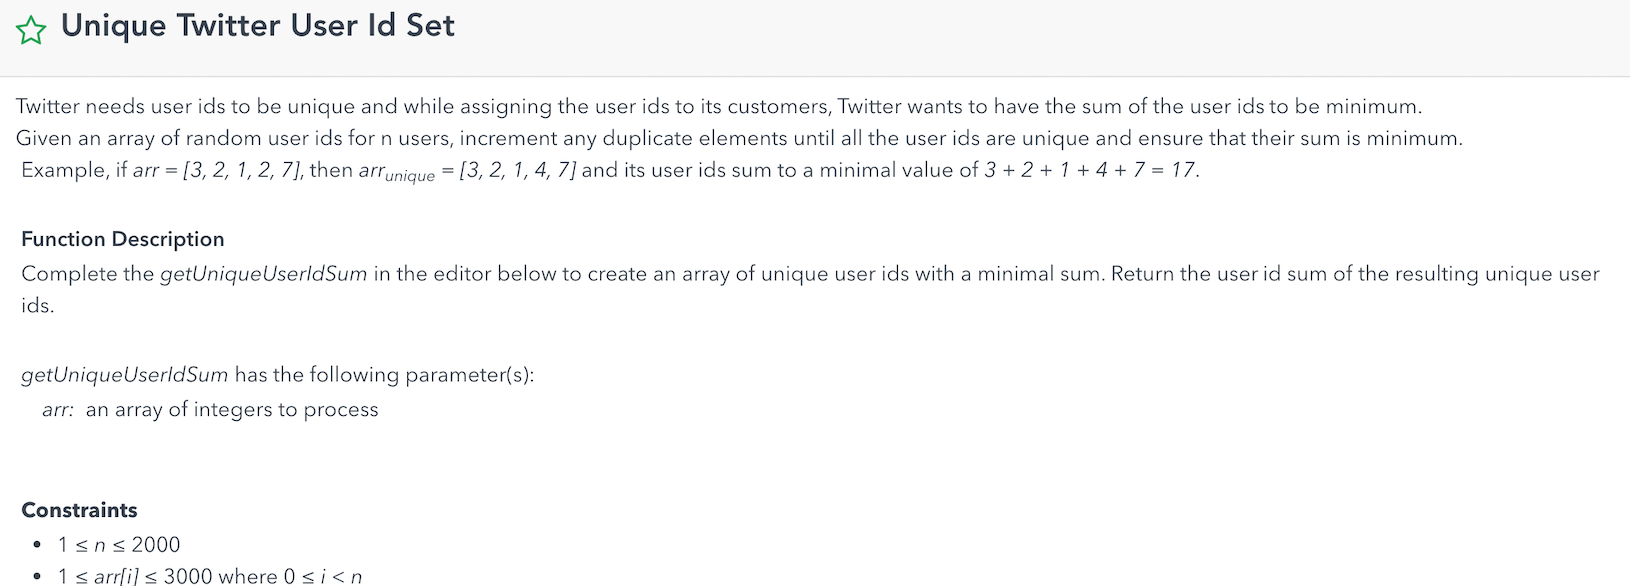 Unique Twitter User Id Set
Twitter needs user ids to be unique and while assigning the user ids to its customers, Twitter wants to have the sum of the user ids to be minimum.
Given an array of random user ids for n users, increment any duplicate elements until all the user ids are unique and ensure that their sum is minimum.
Example, if arr = [3, 2, 1, 2, 7], then arrunique = [3, 2, 1, 4, 7] and its user ids sum to a minimal value of 3 + 2 + 1 + 4 + 7 = 17.
Function Description
Complete the getUniqueUserIdSum in the editor below to create an array of unique user ids with a minimal sum. Return the user id sum of the resulting unique user
ids.
getUniqueUserIdSum has the following parameter(s):
arr: an array of integers to process
Constraints
• 1 ≤ n ≤ 2000
• 1 ≤ arr[i] ≤ 3000 where 0 ≤ i < n